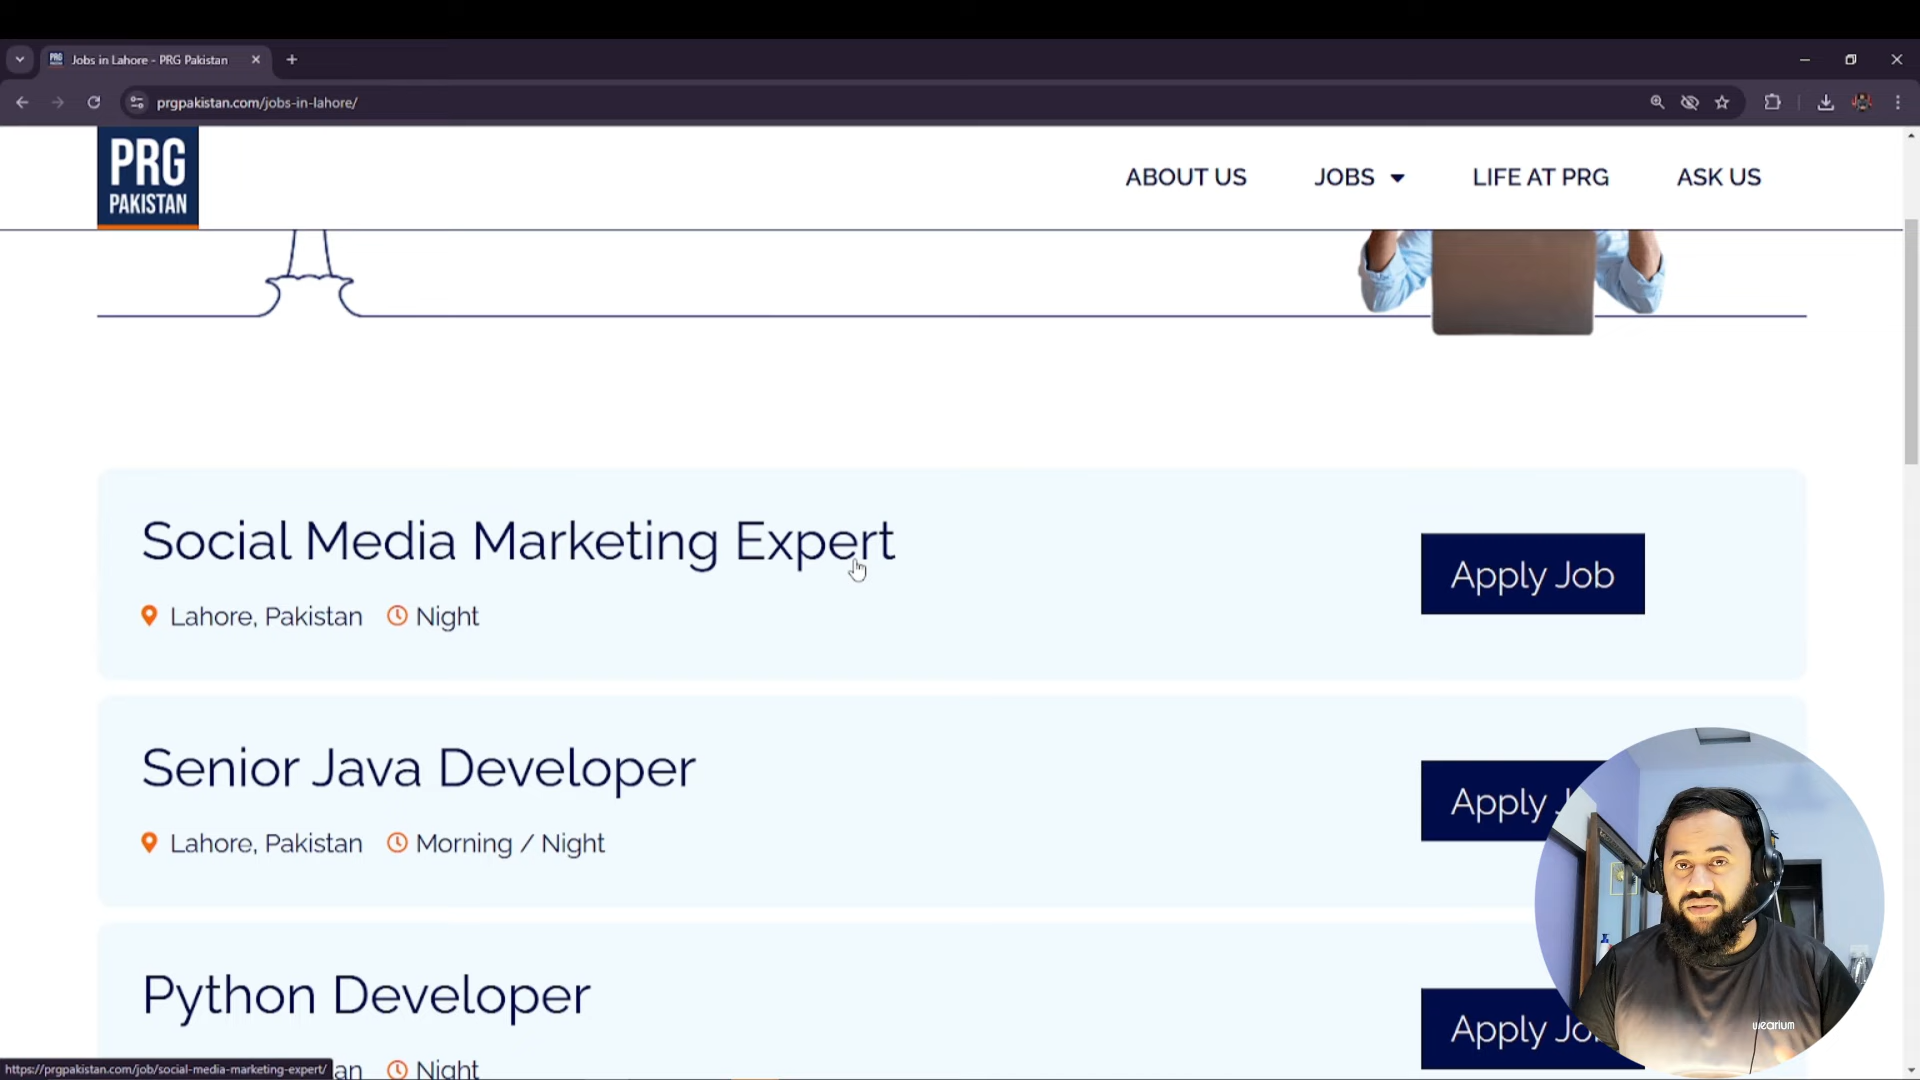 PRG
Jobs in Lahore - PRG Pakistan
prgpakistan.com/jobs-in-lahore/
PRG
PAKISTAN
ABOUT US
JOBS
LIFE AT PRG
ASK US
Social Media Marketing Expert
Lahore, Pakistan
Night
Apply Job
Senior Java Developer
Lahore, Pakistan
Morning / Night
Apply J
Python Developer
an
Night
Apply Jo
https://prgpakistan.com/job/social-media-marketing-expert/
wearium